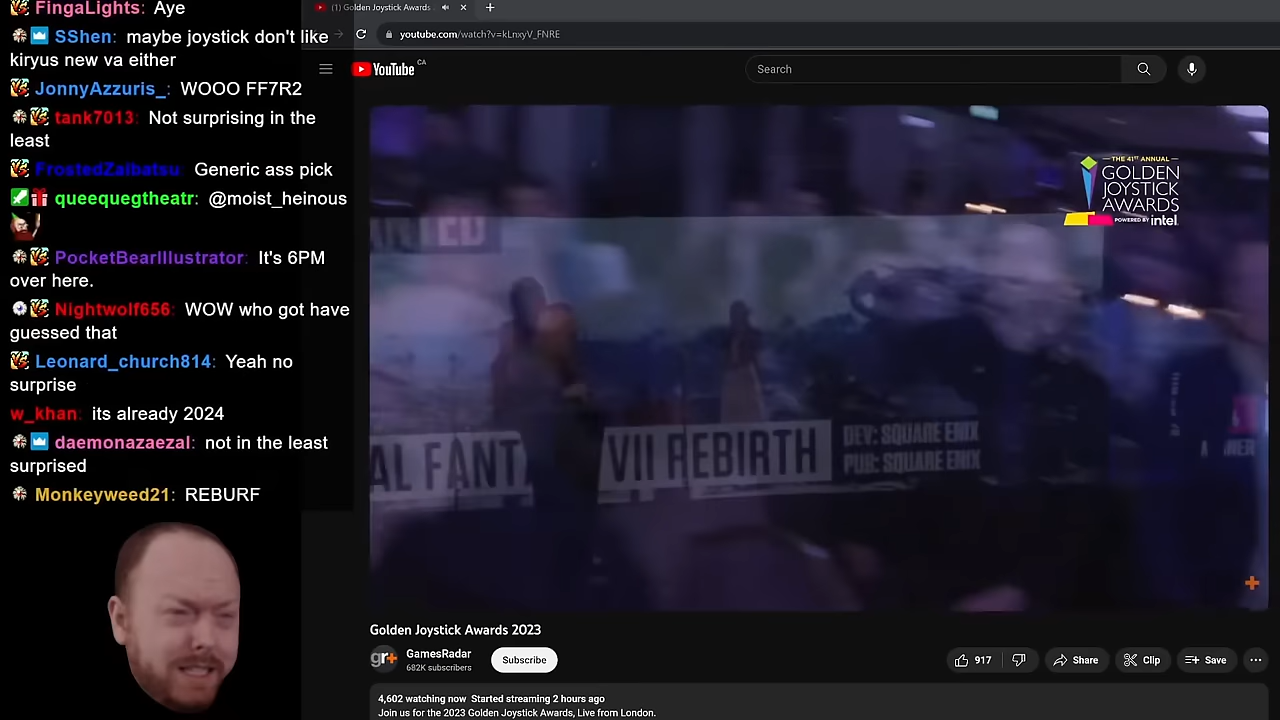 FingaLights: Aye
SShen: maybe joystick don't like
kiryus new va either
JonnyAzzuris_: WOOO FF7R2
tank7013: Not surprising in the
least
FrostedZaibatsu: Generic ass pick
queequegtheatr: @moist_heinous
PocketBearIllustrator: It's 6PM
over here.
Nightwolf656: WOW who got have
guessed that
Leonard_church814: Yeah no
surprise
w_khan: its already 2024
daemonazaezal: not in the least
surprised
Monkeyweed21: REBURF
(1) Golden Joystick Awards
youtube.com/watch?v=kLnxyV_FNRE
YouTube CA
Search
THE 41ST ANNUAL
GOLDEN
JOYSTICK
AWARDS
POWERED BY intel.
AL FANT
VII REBIRTH
DEV: SQUARE ENIX
PUB: SQUARE ENIX
Golden Joystick Awards 2023
gr+
GamesRadar
682K subscribers
Subscribe
917
Share
Clip
Save
4,602 watching now Started streaming 2 hours ago
Join us for the 2023 Golden Joystick Awards, Live from London.